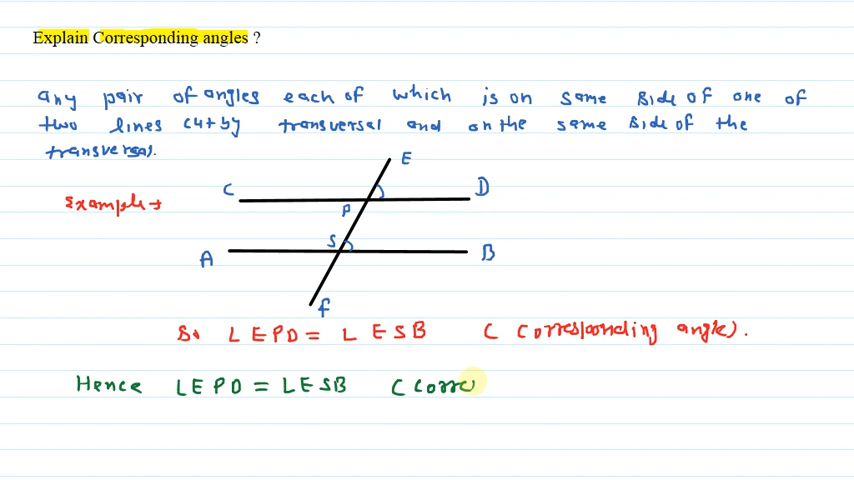 Explain Corresponding angles ?
any pair of angles each of which is on same side of one of
two lines cut by transversal and on the same side of the
transversal.
E
C D
Example →
P
S
A B
f
So ∠EPD = ∠ESB ( Corresponding angle).
Hence ∠EPD = ∠ESB ( Corre